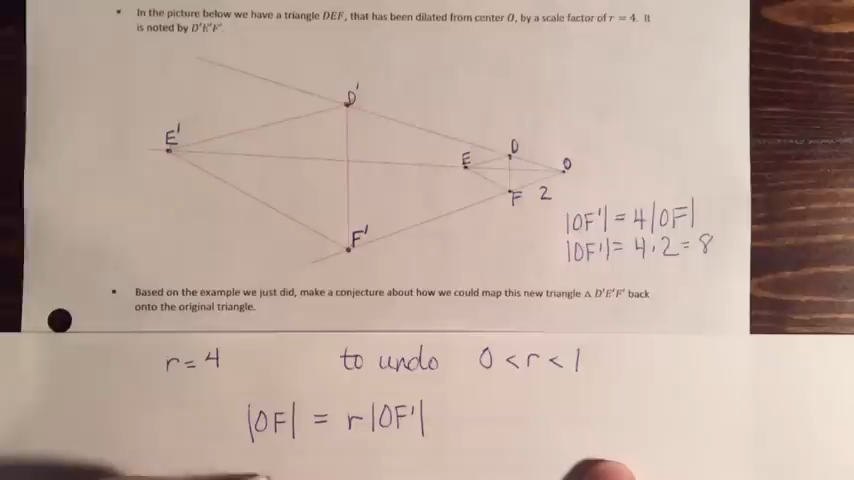 • In the picture below we have a triangle DEF, that has been dilated from center O, by a scale factor of r = 4. It
is noted by D'E'F'.
D'
E'
E
D
O
F 2
F'
|OF'| = 4|OF|
|OF'| = 4·2 = 8
• Based on the example we just did, make a conjecture about how we could map this new triangle △ D'E'F' back
onto the original triangle.
r = 4 to undo 0 < r < 1
|OF| = r|OF'|